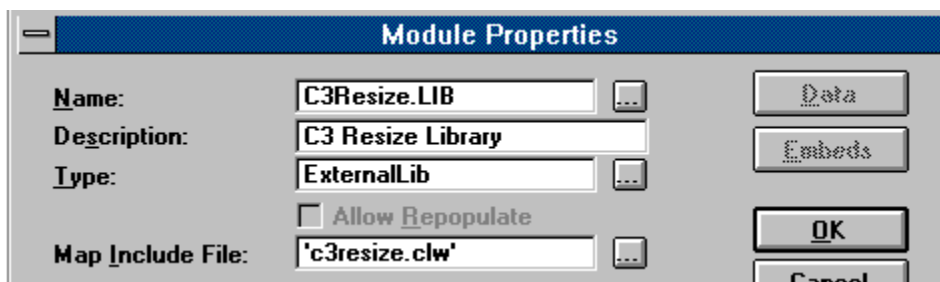 Module Properties
Name: C3Resize.LIB ... Data
Description: C3 Resize Library Embeds
Type: ExternalLib ...
Allow Repopulate
Map Include File: 'c3resize.clw' ... OK
Cancel